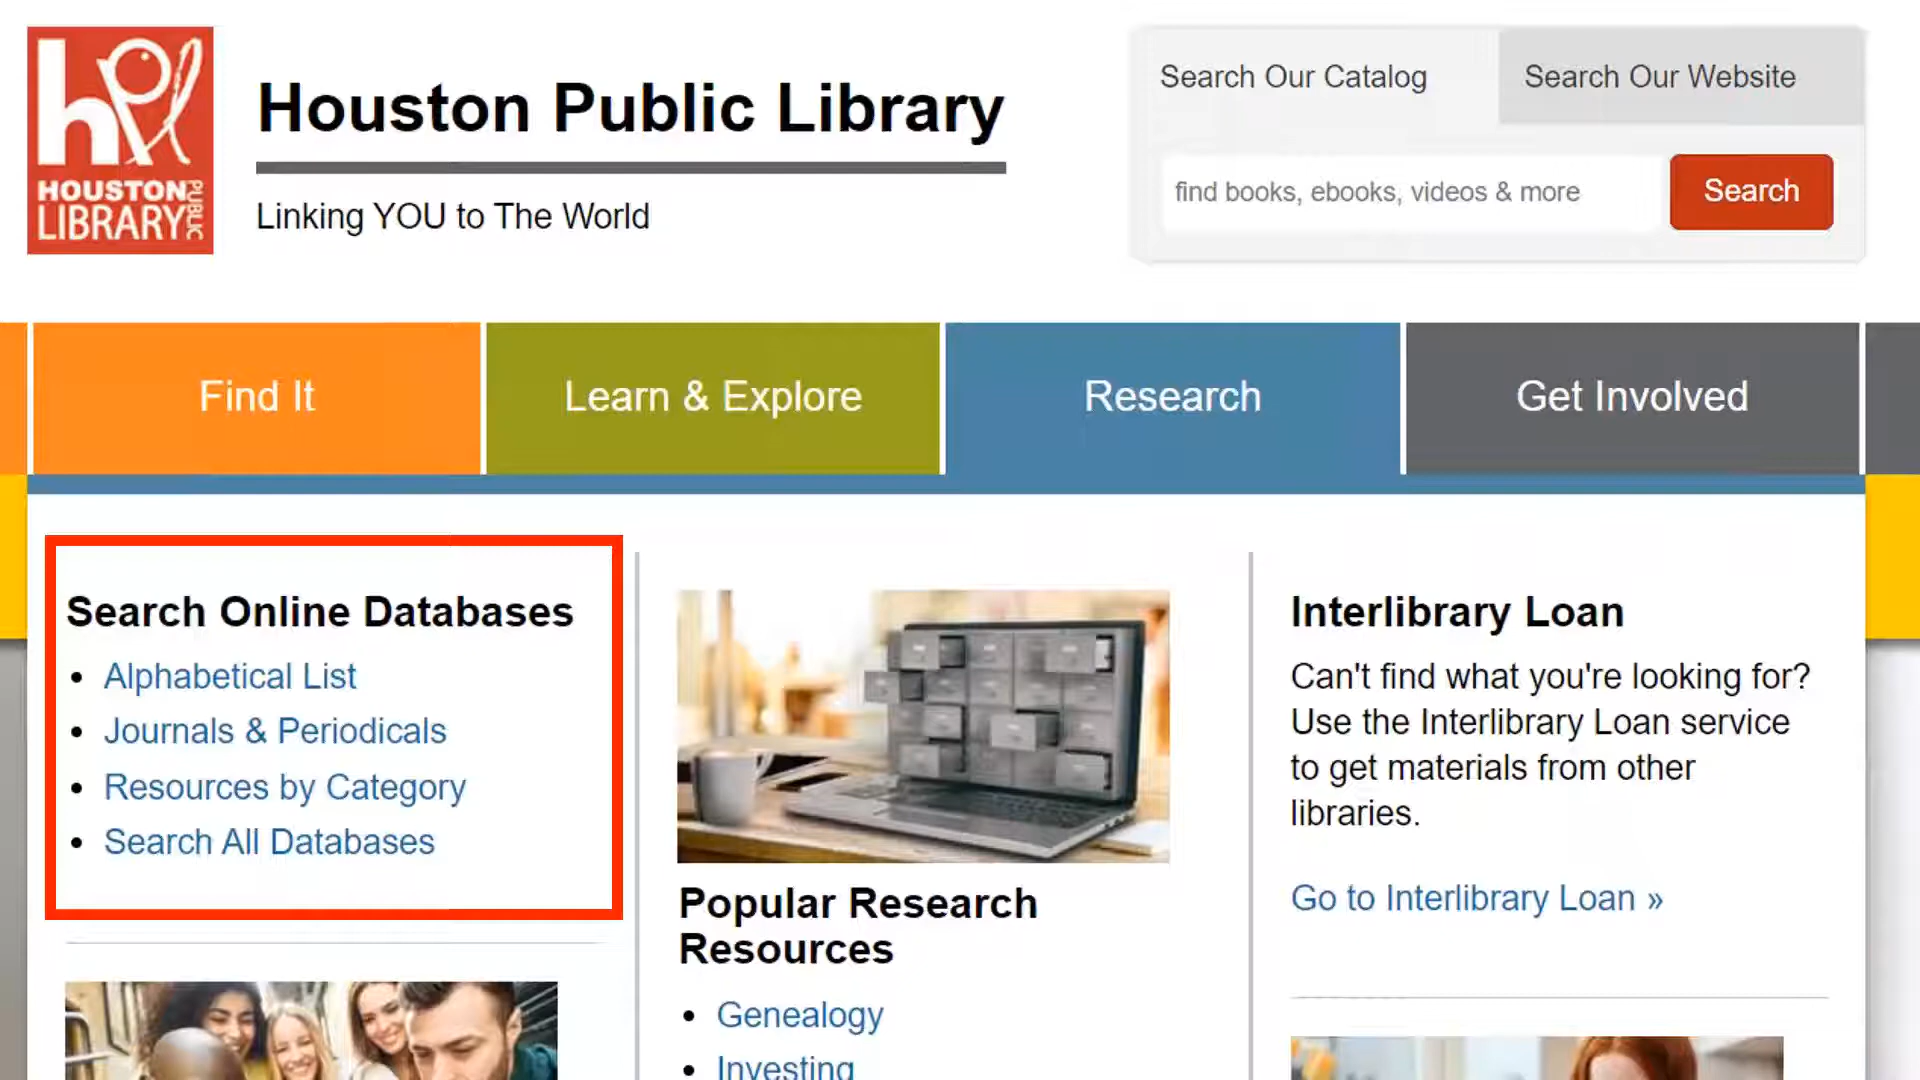 hpl
HOUSTON
LIBRARY
PUBLIC
Houston Public Library
Linking YOU to The World
Search Our Catalog
Search Our Website
find books, ebooks, videos & more
Search
Find It
Learn & Explore
Research
Get Involved
Search Online Databases
• Alphabetical List
• Journals & Periodicals
• Resources by Category
• Search All Databases
Popular Research
Resources
• Genealogy
• Investing
Interlibrary Loan
Can't find what you're looking for?
Use the Interlibrary Loan service
to get materials from other
libraries.
Go to Interlibrary Loan »